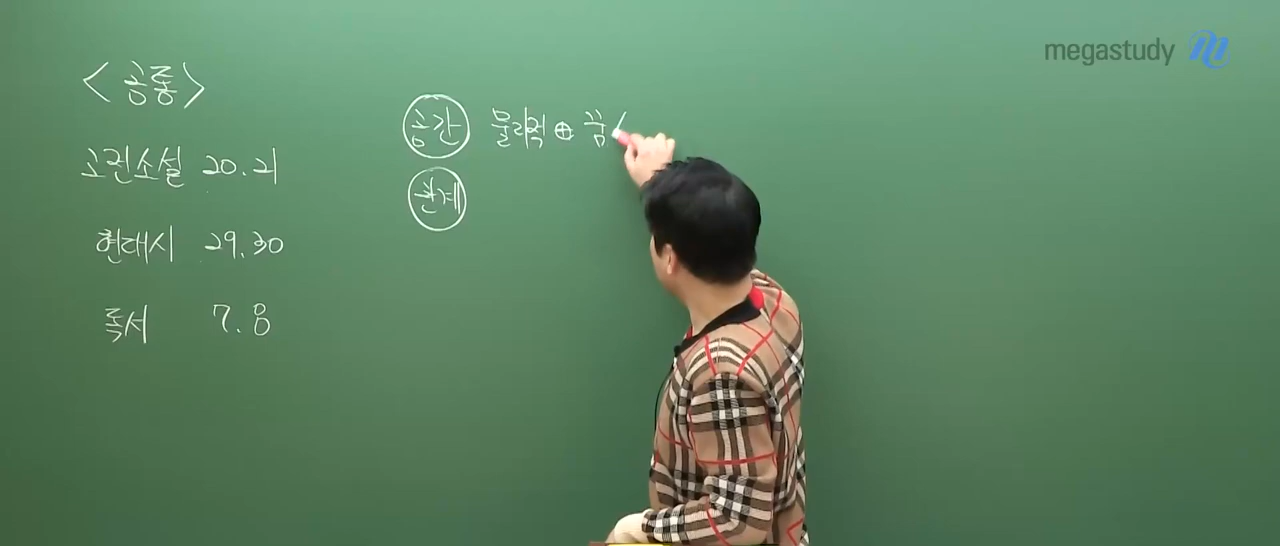 megastudy
<공통>
고전소설 20.21
현대시 29.30
독서 7.8
공간 물리적 ⊕ 꿈
관계